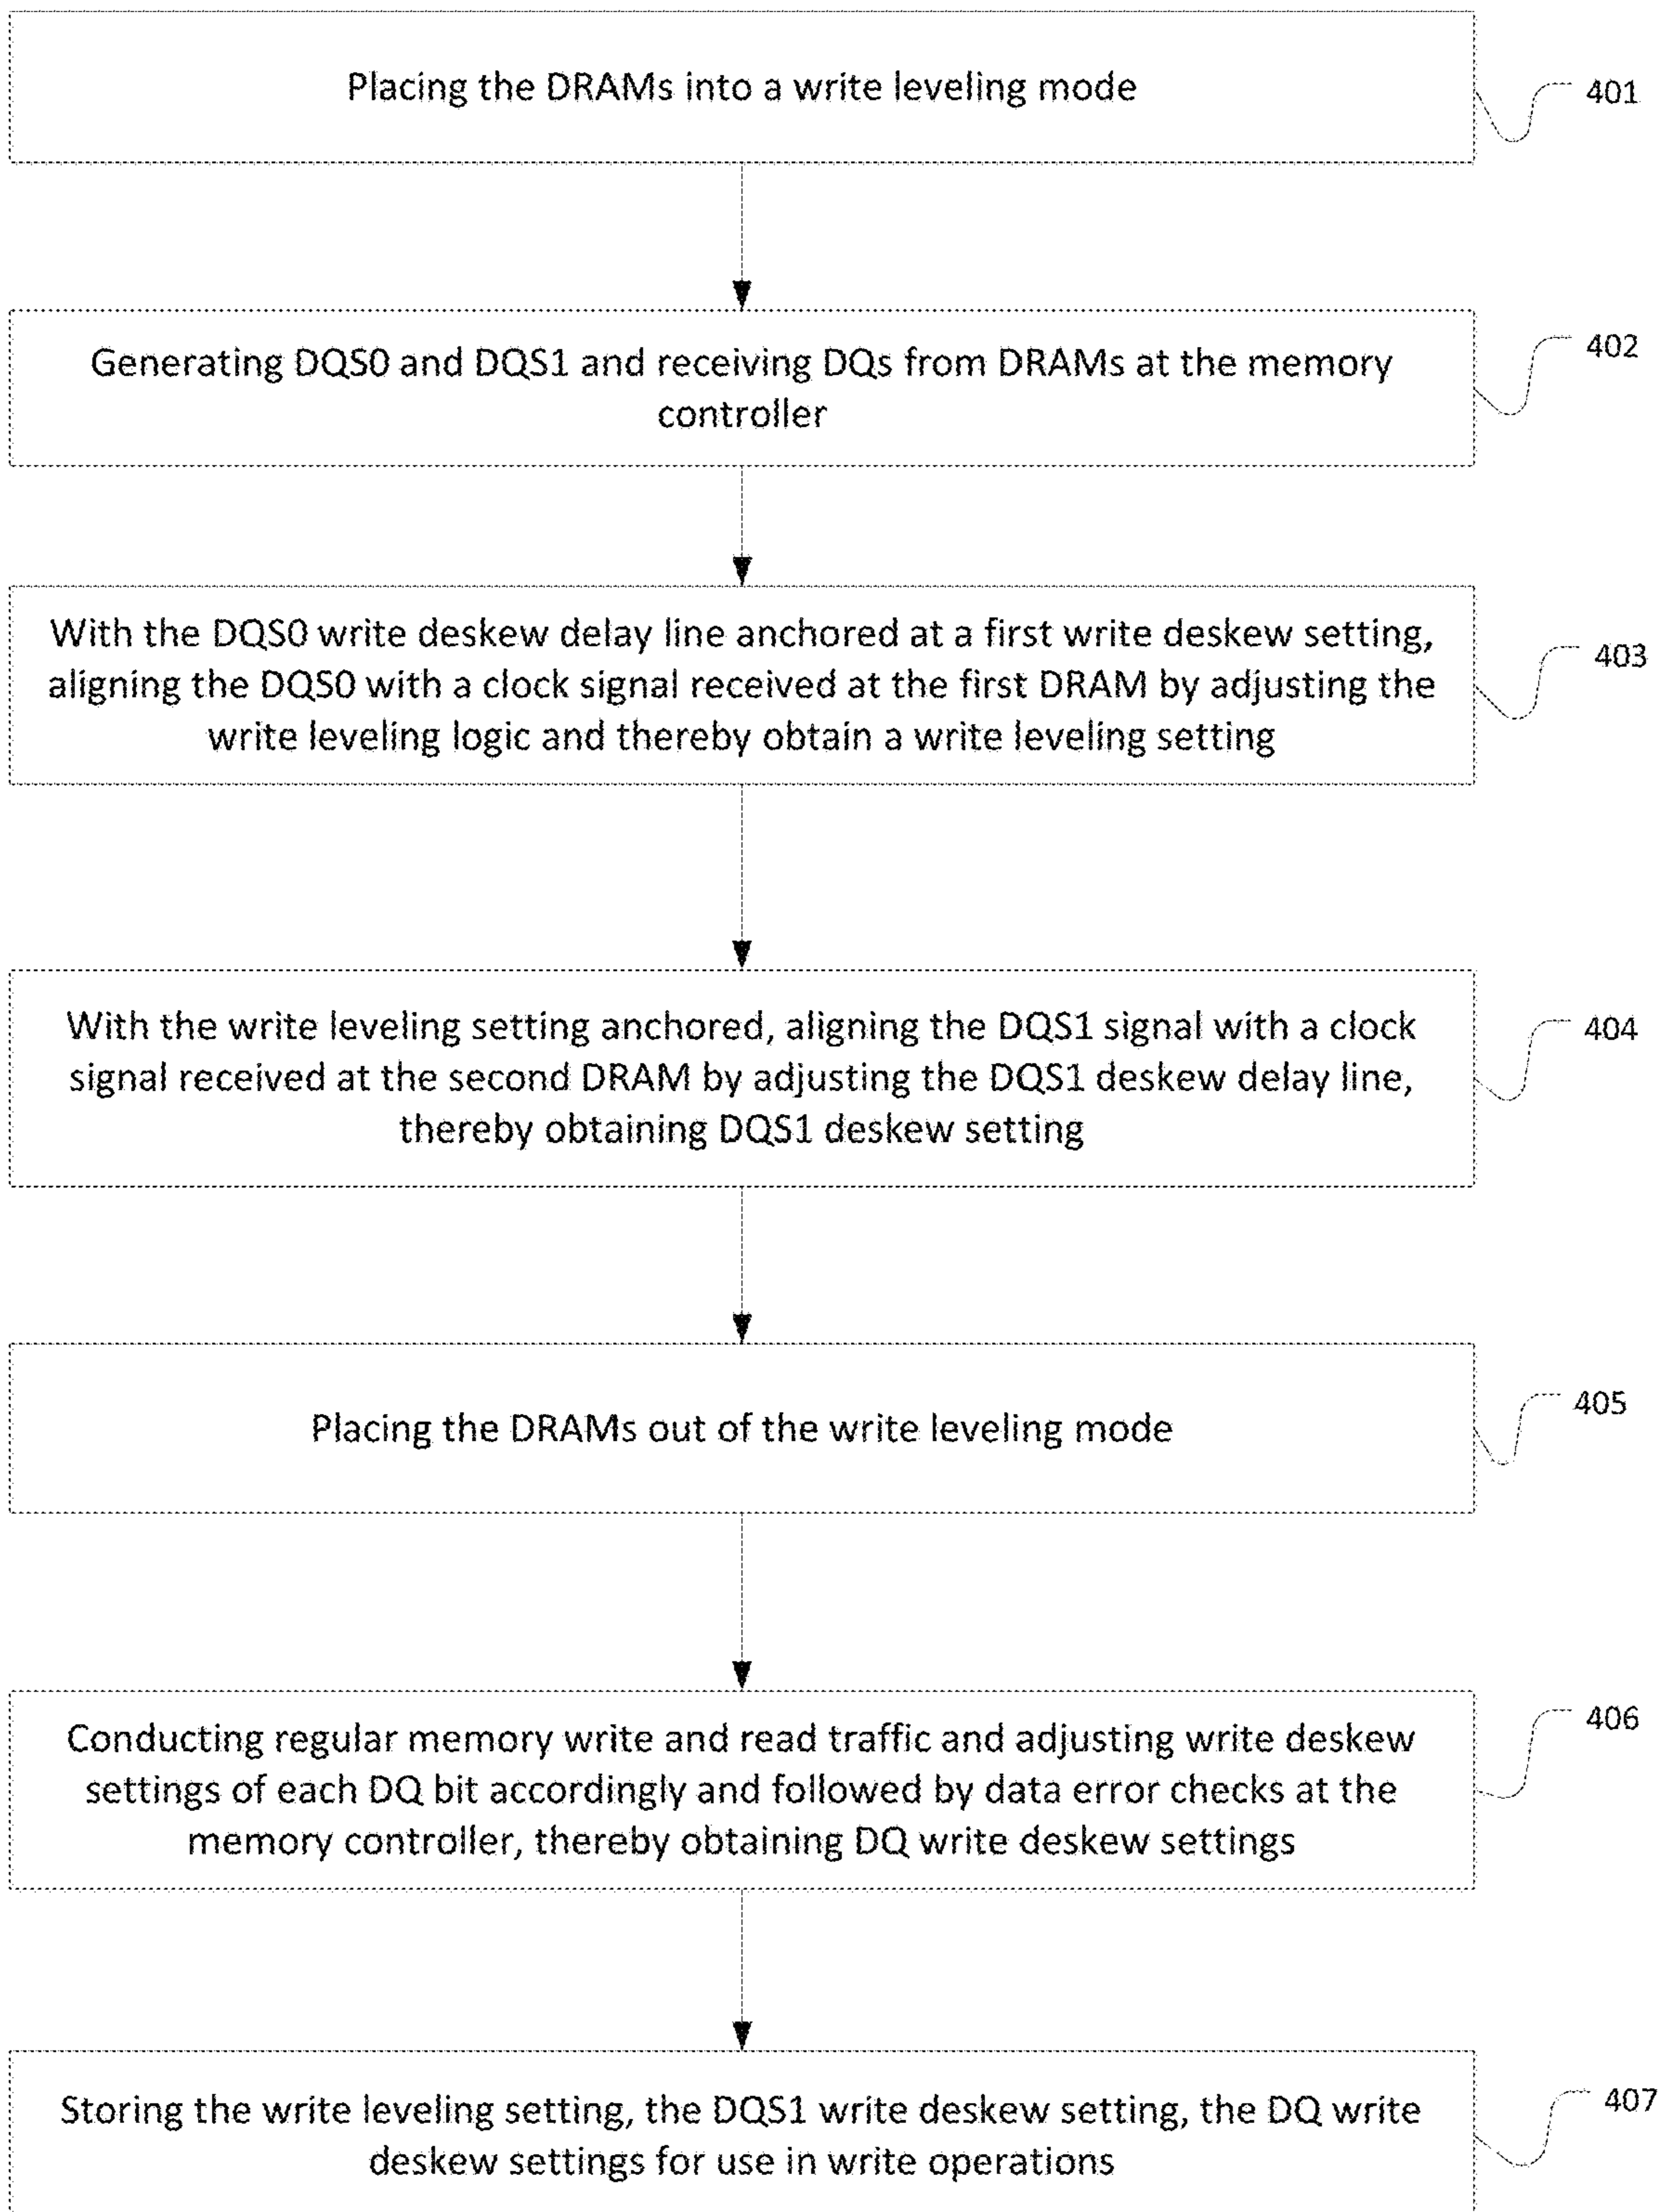 Placing the DRAMs into a write leveling mode
401
Generating DQS0 and DQS1 and receiving DQs from DRAMs at the memory
controller
402
With the DQS0 write deskew delay line anchored at a first write deskew setting,
aligning the DQS0 with a clock signal received at the first DRAM by adjusting the
write leveling logic and thereby obtain a write leveling setting
403
With the write leveling setting anchored, aligning the DQS1 signal with a clock
signal received at the second DRAM by adjusting the DQS1 deskew delay line,
thereby obtaining DQS1 deskew setting
404
Placing the DRAMs out of the write leveling mode
405
Conducting regular memory write and read traffic and adjusting write deskew
settings of each DQ bit accordingly and followed by data error checks at the
memory controller, thereby obtaining DQ write deskew settings
406
Storing the write leveling setting, the DQS1 write deskew setting, the DQ write
deskew settings for use in write operations
407